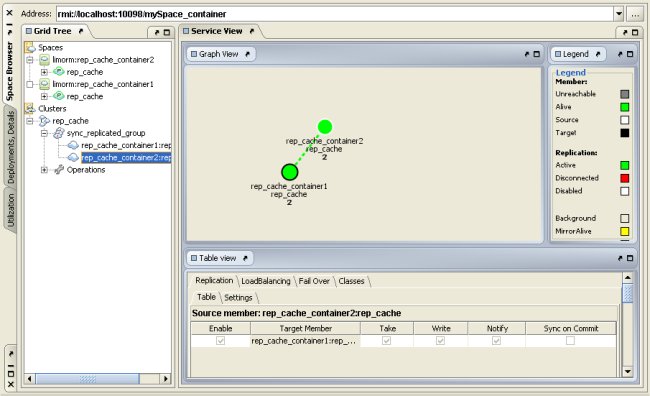 Address: rmi://localhost:10098/mySpace_container
...
Space Browser
Deployments, Details
Utilization
Grid Tree
Spaces
limorm:rep_cache_container2
rep_cache
limorm:rep_cache_container1
rep_cache
Clusters
rep_cache
sync_replicated_group
rep_cache_container1:rep
rep_cache_container2:rep
Operations
Service View
Graph View
rep_cache_container2
rep_cache
2
rep_cache_container1
rep_cache
2
Legend
Legend
Member:
Unreachable
Alive
Source
Target
Replication:
Active
Disconnected
Disabled
Background
MirrorAlive
Table view
Replication LoadBalancing Fail Over Classes
Table Settings
Source member: rep_cache_container2:rep_cache
Enable Target Member Take Write Notify Sync on Commit
rep_cache_container1:rep_...